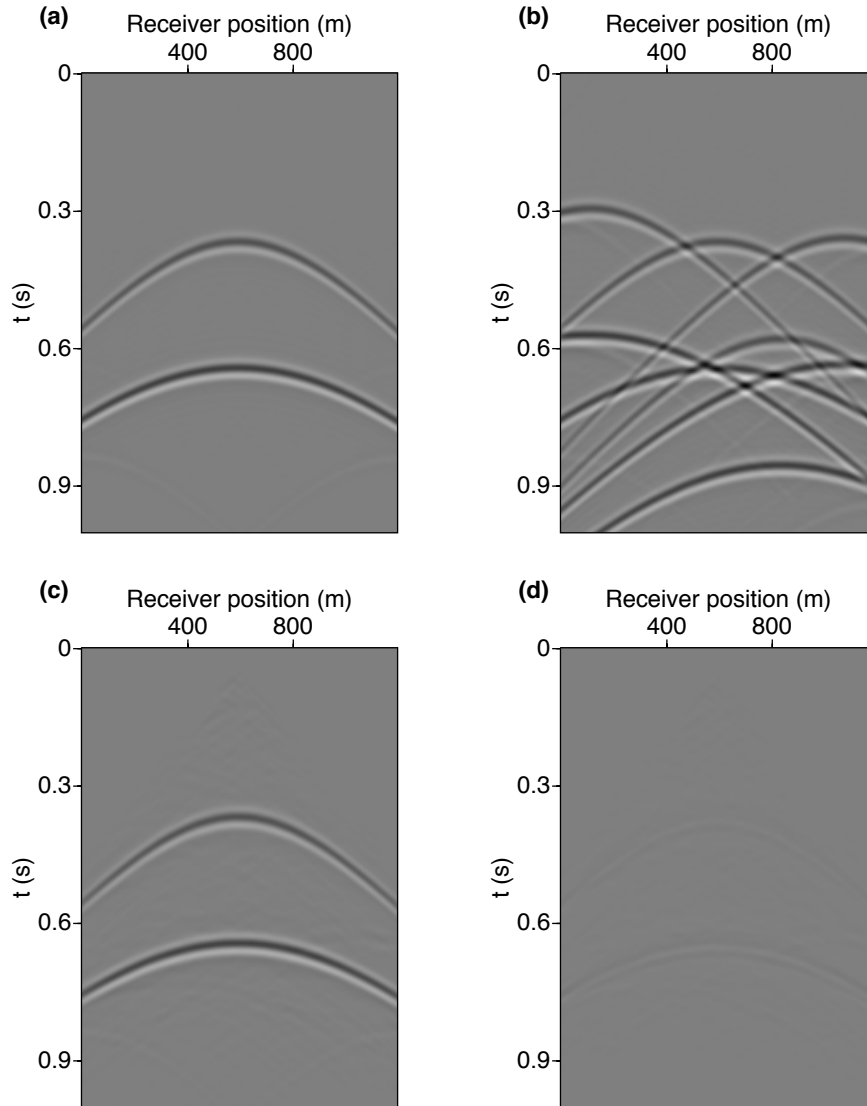 (a)
Receiver position (m)
400 800
0
0.3
0.6
0.9
t (s)
(b)
Receiver position (m)
400 800
0
0.3
0.6
0.9
t (s)
(c)
Receiver position (m)
400 800
0
0.3
0.6
0.9
t (s)
(d)
Receiver position (m)
400 800
0
0.3
0.6
0.9
t (s)